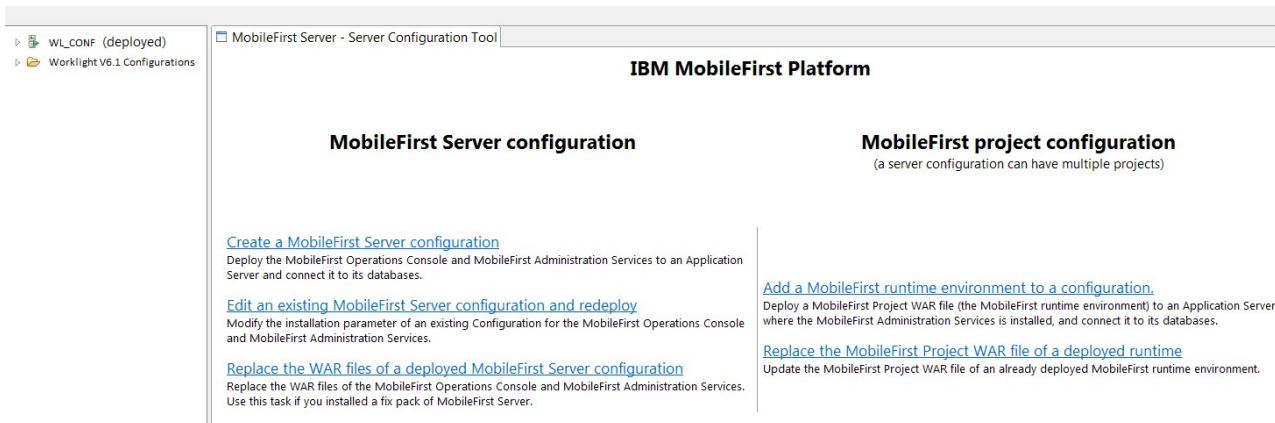 WL_CONF (deployed)
Worklight V6.1 Configurations
MobileFirst Server - Server Configuration Tool
IBM MobileFirst Platform
MobileFirst Server configuration
Create a MobileFirst Server configuration
Deploy the MobileFirst Operations Console and MobileFirst Administration Services to an Application
Server and connect it to its databases.
Edit an existing MobileFirst Server configuration and redeploy
Modify the installation parameter of an existing Configuration for the MobileFirst Operations Console
and MobileFirst Administration Services.
Replace the WAR files of a deployed MobileFirst Server configuration
Replace the WAR files of the MobileFirst Operations Console and MobileFirst Administration Services.
Use this task if you installed a fix pack of MobileFirst Server.
MobileFirst project configuration
(a server configuration can have multiple projects)
Add a MobileFirst runtime environment to a configuration.
Deploy a MobileFirst Project WAR file (the MobileFirst runtime environment) to an Application Server
where the MobileFirst Administration Services is installed, and connect it to its databases.
Replace the MobileFirst Project WAR file of a deployed runtime
Update the MobileFirst Project WAR file of an already deployed MobileFirst runtime environment.